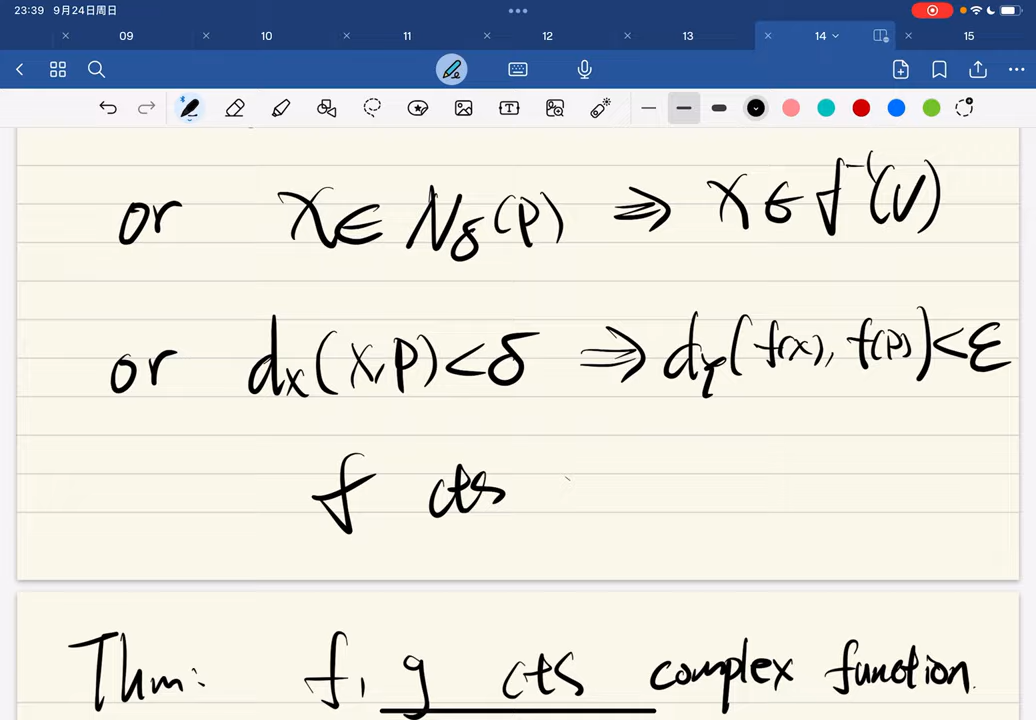 23:39 9月24日周日
09 10 11 12 13 14 15
or x ∈ N_δ(p) ⇒ x ∈ f⁻¹(V)
or d_X(x, p) < δ ⇒ d_Y(f(x), f(p)) < ε
f cts
Thm: f, g cts complex function.